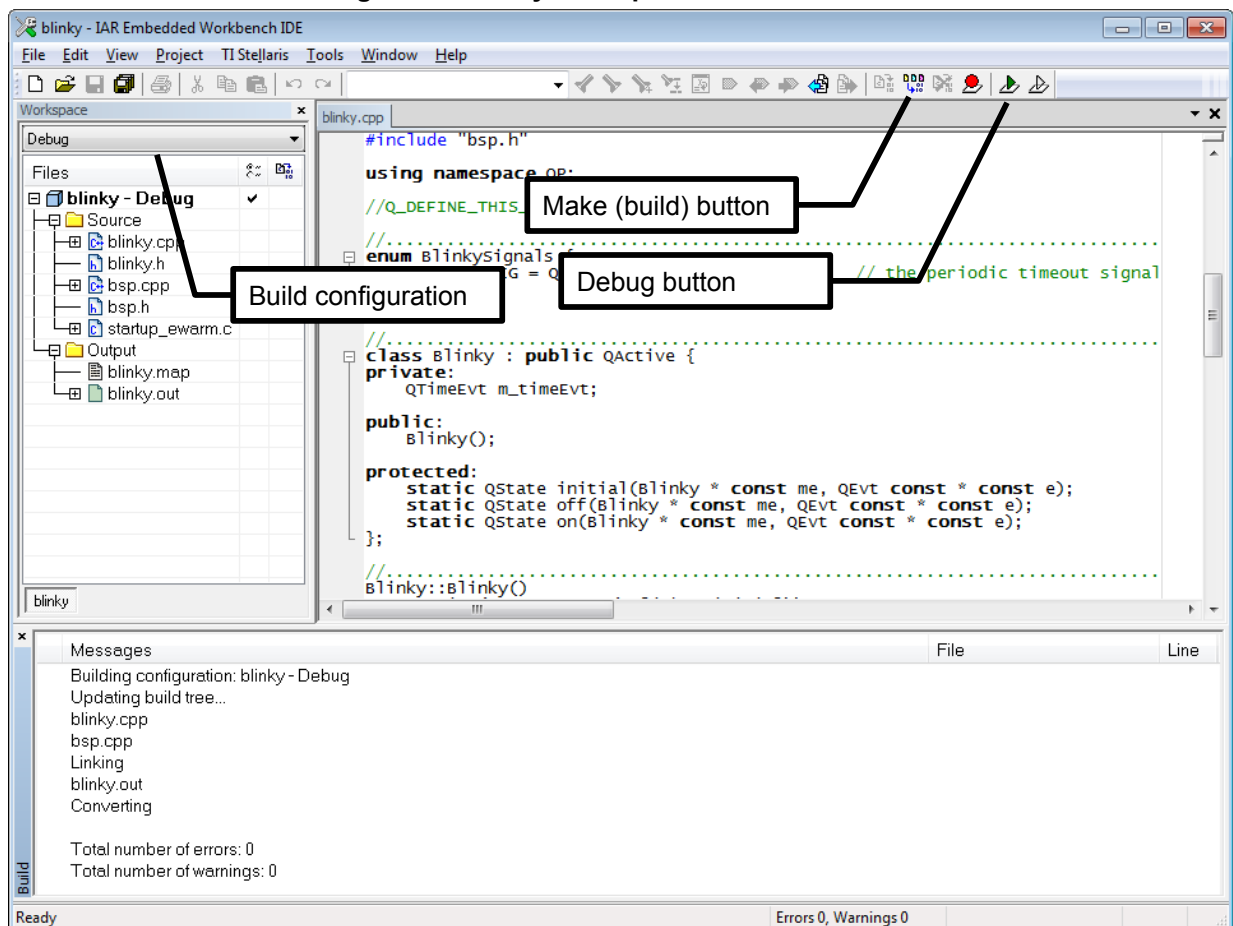 blinky - IAR Embedded Workbench IDE
File Edit View Project TI Stellaris Tools Window Help
Workspace
Debug
Files
blinky - Debug
Source
blinky.cpp
blinky.h
bsp.cpp
bsp.h
startup_ewarm.c
Output
blinky.map
blinky.out
blinky
blinky.cpp
#include "bsp.h"
using namespace QP;
//Q_DEFINE_THIS_
Make (build) button
//............................................................................
enum BlinkySignals {
IG = Q
// the periodic timeout signal
Build configuration
Debug button
//............................................................................
class Blinky : public QActive {
private:
QTimeEvt m_timeEvt;
public:
Blinky();
protected:
static QState initial(Blinky * const me, QEvt const * const e);
static QState off(Blinky * const me, QEvt const * const e);
static QState on(Blinky * const me, QEvt const * const e);
};
//............................................................................
Blinky::Blinky()
Messages File Line
Building configuration: blinky - Debug
Updating build tree...
blinky.cpp
bsp.cpp
Linking
blinky.out
Converting
Total number of errors: 0
Total number of warnings: 0
Build
Ready Errors 0, Warnings 0